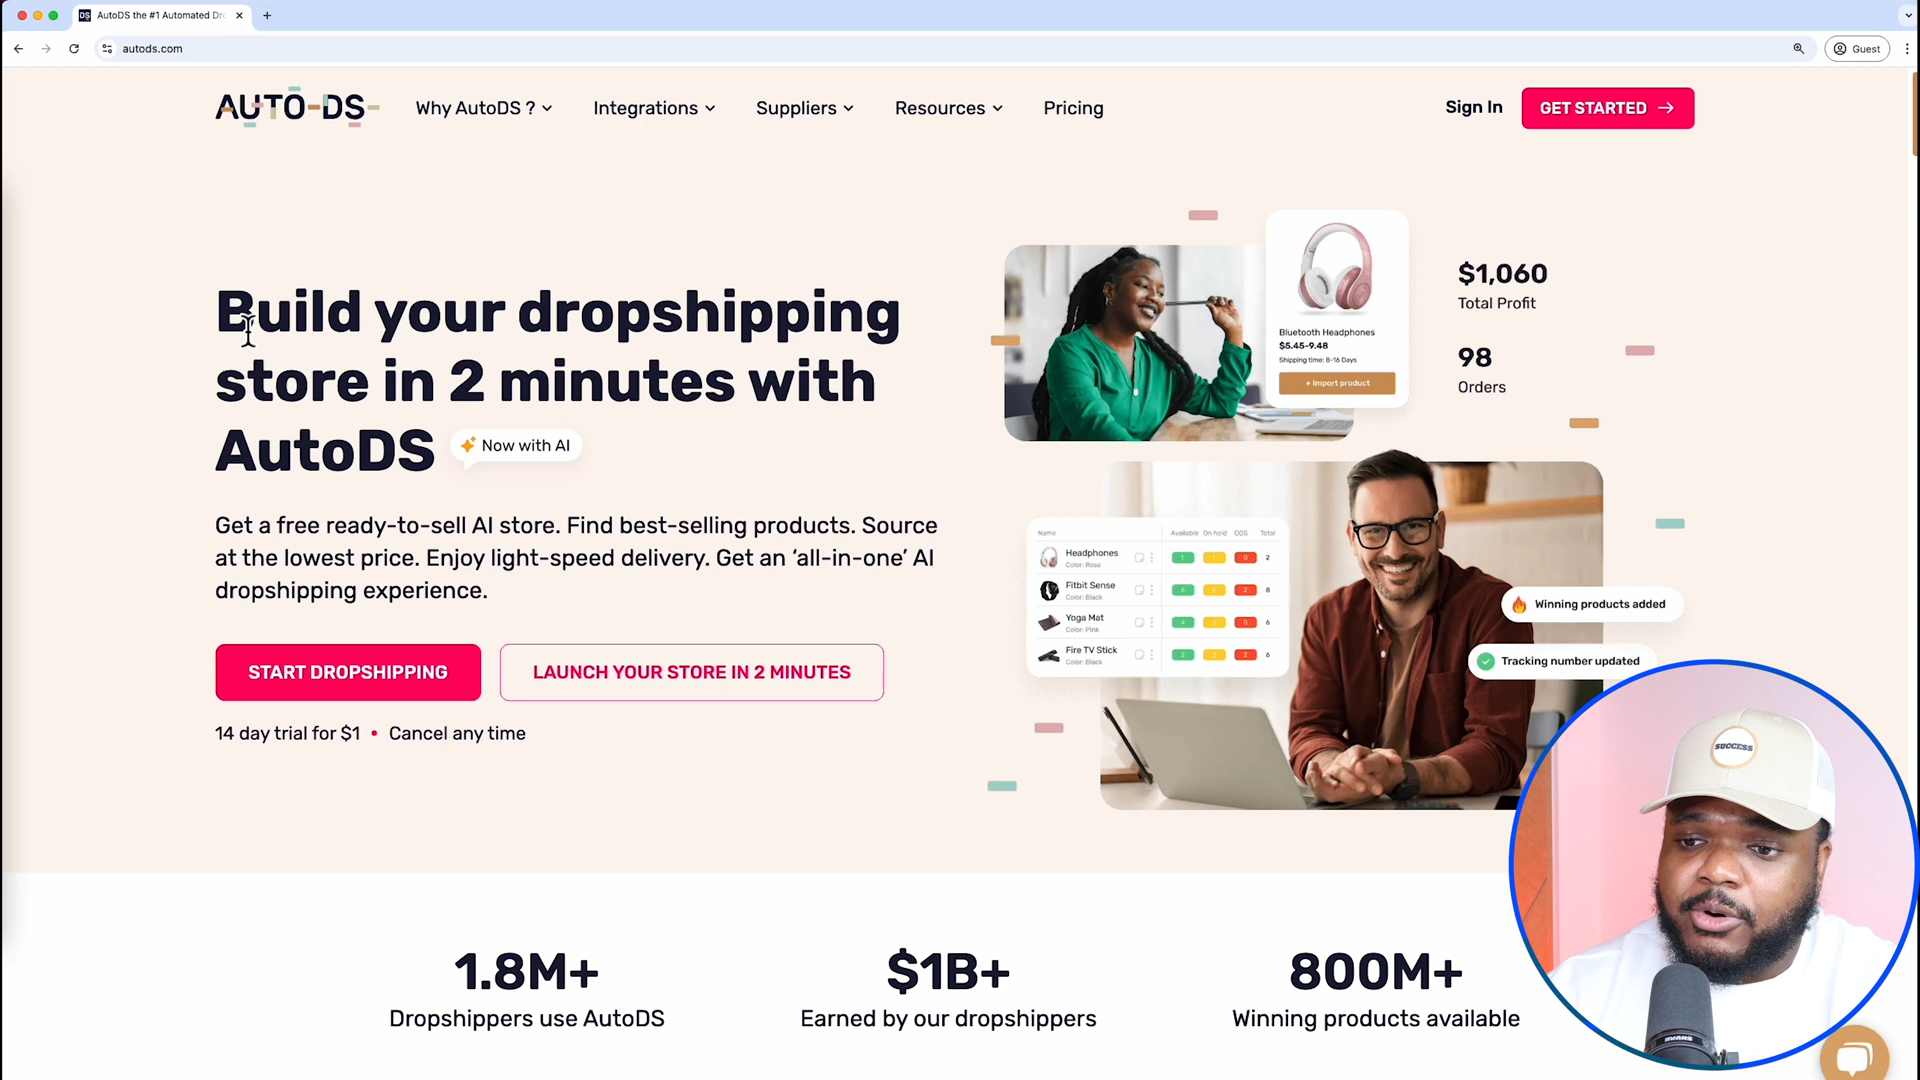 AutoDS the #1 Automated Dr
autods.com
Guest
AUTO-DS-
Why AutoDS ?
Integrations
Suppliers
Resources
Pricing
Sign In
GET STARTED
Build your dropshipping
store in 2 minutes with
AutoDS
Now with AI
Get a free ready-to-sell AI store. Find best-selling products. Source
at the lowest price. Enjoy light-speed delivery. Get an ‘all-in-one’ AI
dropshipping experience.
START DROPSHIPPING
LAUNCH YOUR STORE IN 2 MINUTES
14 day trial for $1 • Cancel any time
Bluetooth Headphones
$5.45-9.48
Shipping time: 8-16 Days
+ Import product
$1,060
Total Profit
98
Orders
Name Available On hold OOS Total
Headphones
Color: Rose
2
Fitbit Sense
Color: Black
8
Yoga Mat
Color: Pink
6
Fire TV Stick
Color: Black
6
Winning products added
Tracking number updated
SUCCESS
1.8M+
Dropshippers use AutoDS
$1B+
Earned by our dropshippers
800M+
Winning products available